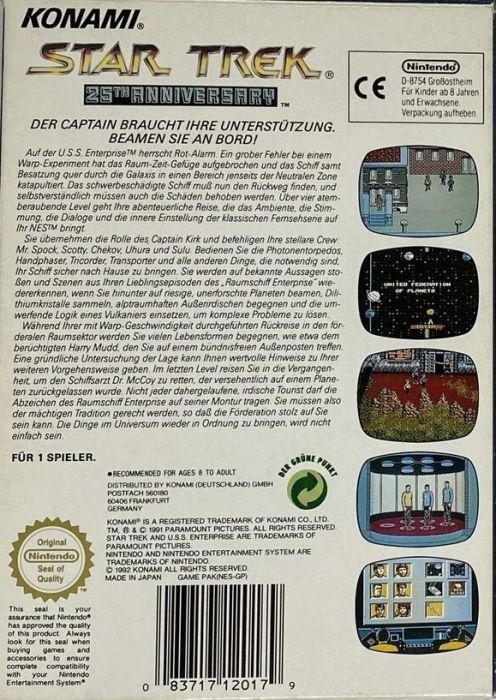 KONAMI®
STAR TREK®
25TH ANNIVERSARY™
Nintendo®
D-8754 Großostheim
Für Kinder ab 8 Jahren
und Erwachsene.
Verpackung aufheben.
CE
DER CAPTAIN BRAUCHT IHRE UNTERSTÜTZUNG.
BEAMEN SIE AN BORD!
Auf der U.S.S. Enterprise™ herrscht Rot-Alarm. Ein grober Fehler bei einem
Warp-Experiment hat das Raum-Zeit-Gefüge aufgebrochen und das Schiff samt
Besatzung quer durch die Galaxis in einen Bereich jenseits der Neutralen Zone
katapultiert. Das schwerbeschädigte Schiff muß nun den Rückweg finden, und
selbstverständlich müssen auch die Schäden behoben werden. Über vier atem-
beraubende Level geht Ihre abenteuerliche Reise, die das Ambiente, die Stim-
mung, die Dialoge und die innere Einstellung der klassischen Fernsehserie auf
Ihr NES™ bringt.
Sie übernehmen die Rolle des Captain Kirk und befehligen Ihre stellare Crew:
Mr. Spock, Scotty, Chekov, Uhura und Sulu. Bedienen Sie die Photonentorpedos,
Handphaser, Tricorder, Transporter und alle anderen Dinge, die notwendig sind,
Ihr Schiff sicher nach Hause zu bringen. Sie werden auf bekannte Aussagen sto-
ßen und Szenen aus Ihren Lieblingsepisoden des „Raumschiff Enterprise" wie-
dererkennen, wenn Sie hinunter auf riesige, unerforschte Planeten beamen, Dili-
thiumkristalle sammeln, alptraumhaften Außerirdischen begegnen und die um-
werfende Logik eines Vulkaniers einsetzen, um komplexe Probleme zu lösen.
Während Ihrer mit Warp-Geschwindigkeit durchgeführten Rückreise in den för-
deralen Raumsektor werden Sie vielen Lebensformen begegnen, wie etwa dem
berüchtigten Harry Mudd, den Sie auf einem bündnisfreien Außenposten treffen.
Eine gründliche Untersuchung der Lage kann Ihnen wertvolle Hinweise zu Ihrer
weiteren Vorgehensweise geben. Im letzten Level reisen Sie in die Vergangen-
heit, um den Schiffsarzt Dr. McCoy zu retten, der versehentlich auf einem Plane-
ten zurückgelassen wurde. Nicht jeder dahergelaufene, irdische Tourist darf die
Abzeichen des Raumschiff Enterprise auf seiner Montur tragen. Sie müssen also
der mächtigen Tradition gerecht werden, so daß die Förderation stolz auf Sie
sein kann. Die Dinge im Universum wieder in Ordnung zu bringen, wird nicht
einfach sein.
UNITED FEDERATION
OF PLANETS
FÜR 1 SPIELER.
• RECOMMENDED FOR AGES 8 TO ADULT
DISTRIBUTED BY KONAMI (DEUTSCHLAND) GMBH
POSTFACH 560180
60406 FRANKFURT
GERMANY
DER GRÜNE PUNKT
KONAMI® IS A REGISTERED TRADEMARK OF KONAMI CO., LTD.
TM, ® & © 1991 PARAMOUNT PICTURES. ALL RIGHTS RESERVED.
STAR TREK AND U.S.S. ENTERPRISE ARE TRADEMARKS OF
PARAMOUNT PICTURES.
NINTENDO AND NINTENDO ENTERTAINMENT SYSTEM ARE
TRADEMARKS OF NINTENDO.
© 1992 KONAMI ALL RIGHTS RESERVED.
MADE IN JAPAN GAME PAK(NES-GP)
Original
Nintendo
Seal of
Quality
TM
This seal is your
assurance that Nintendo®
has approved the quality
of this product. Always
look for this seal when
buying games and
accessories to ensure
complete compatibility
with your Nintendo
Entertainment System®
0 83717 12017 9